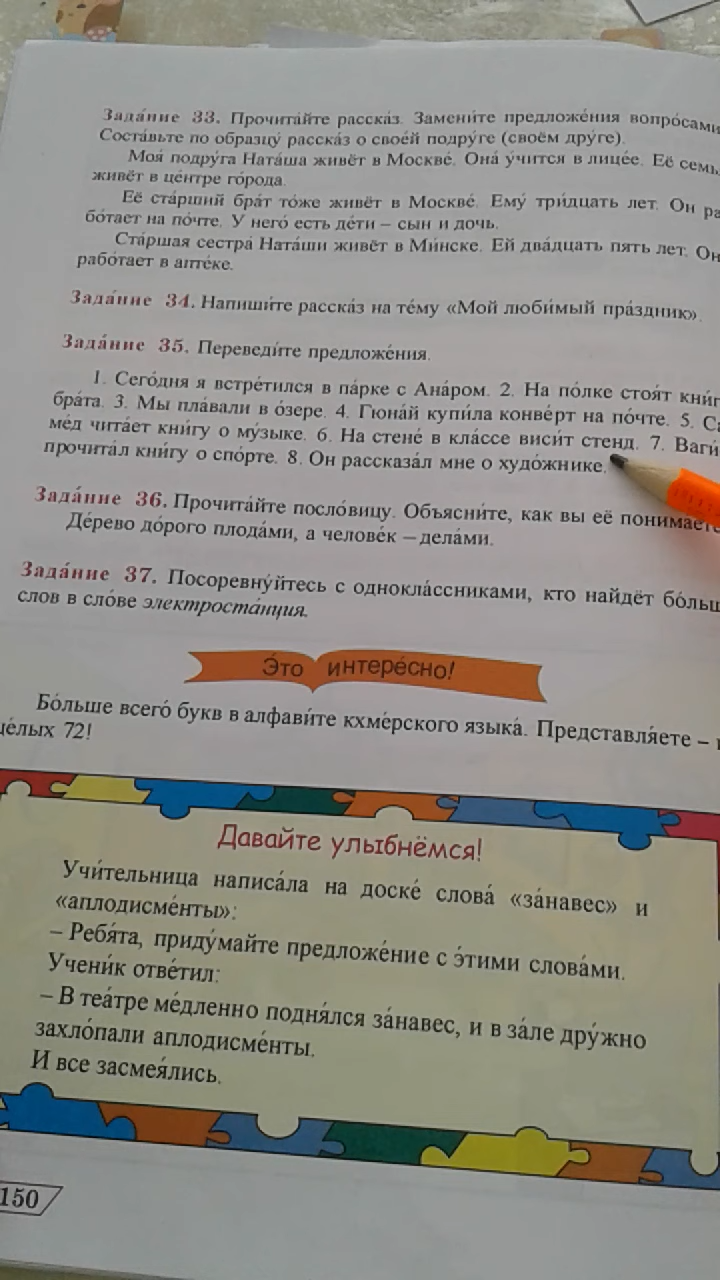 Зада́ние 33. Прочита́йте расска́з. Замени́те предложе́ния вопро́сами
Соста́вьте по образцу́ расска́з о свое́й подру́ге (своём дру́ге).
Моя́ подру́га Ната́ша живёт в Москве́. Она́ у́чится в лице́е. Её семь
живёт в це́нтре го́рода.
Её ста́рший брат то́же живёт в Москве́. Ему́ три́дцать лет. Он ра
бо́тает на по́чте. У него́ есть де́ти – сын и дочь.
Ста́ршая сестра́ Ната́ши живёт в Ми́нске. Ей два́дцать пять лет. Он
рабо́тает в апте́ке.
Зада́ние 34. Напиши́те расска́з на те́му «Мой люби́мый пра́здник».
Зада́ние 35. Переведи́те предложе́ния.
1. Сего́дня я встре́тился в па́рке с Ана́ром. 2. На по́лке стоя́т кни́г
бра́та. 3. Мы пла́вали в о́зере. 4. Гюна́й купи́ла конве́рт на по́чте. 5. Са
ме́д чита́ет кни́гу о му́зыке. 6. На стене́ в кла́ссе виси́т стенд. 7. Ваги́
прочита́л кни́гу о спо́рте. 8. Он рассказа́л мне о худо́жнике.
Зада́ние 36. Прочита́йте посло́вицу. Объясни́те, как вы её понима́ете
Де́рево до́рого плода́ми, а челове́к – дела́ми.
Зада́ние 37. Посоревну́йтесь с однокла́ссниками, кто найдёт бо́льш
слов в сло́ве электроста́нция.
Э́то интере́сно!
Бо́льше всего́ букв в алфави́те кхме́рского языка́. Представля́ете –
це́лых 72!
Давайте улыбнёмся!
Учи́тельница написа́ла на доске́ слова́ «за́навес» и
«аплодисме́нты»:
– Ребя́та, приду́майте предложе́ние с э́тими слова́ми.
Учени́к отве́тил:
– В теа́тре ме́дленно подня́лся за́навес, и в за́ле дру́жно
захло́пали аплодисме́нты.
И все засмея́лись.
150